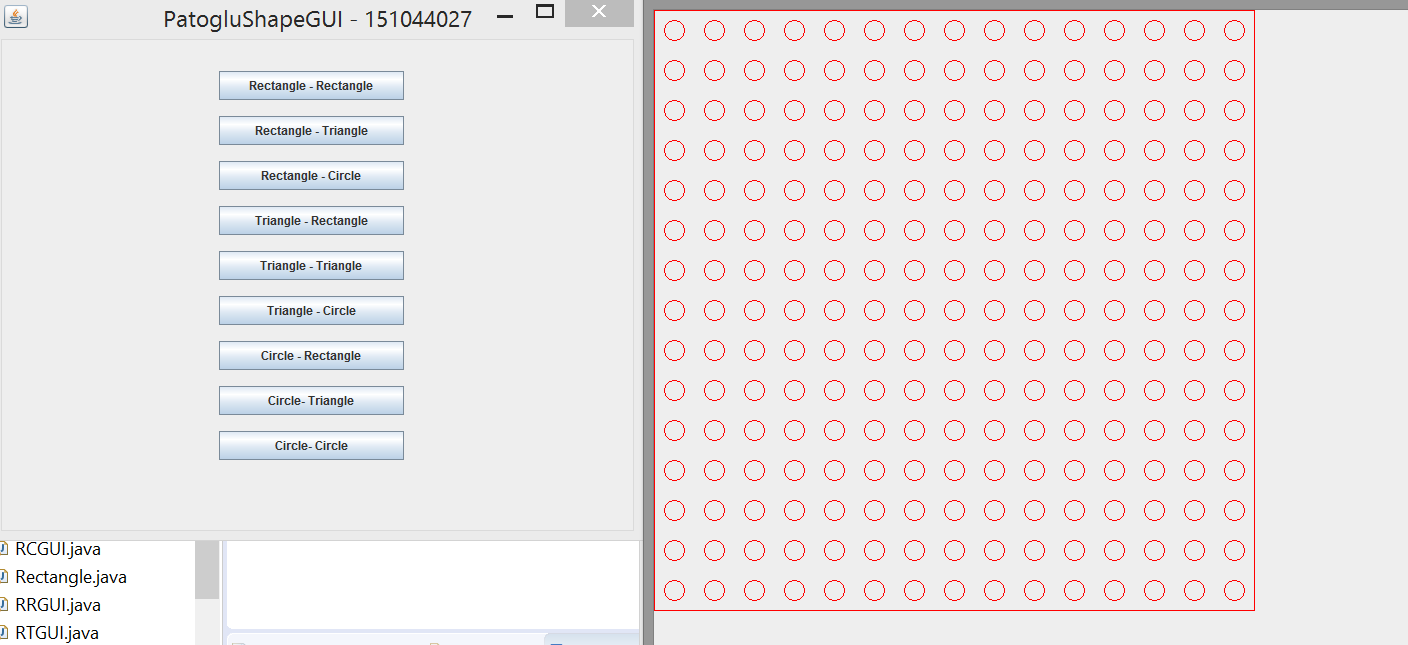 PatogluShapeGUI - 151044027
Rectangle - Rectangle
Rectangle - Triangle
Rectangle - Circle
Triangle - Rectangle
Triangle - Triangle
Triangle - Circle
Circle - Rectangle
Circle- Triangle
Circle- Circle
RCGUI.java
Rectangle.java
RRGUI.java
RTGUI.java